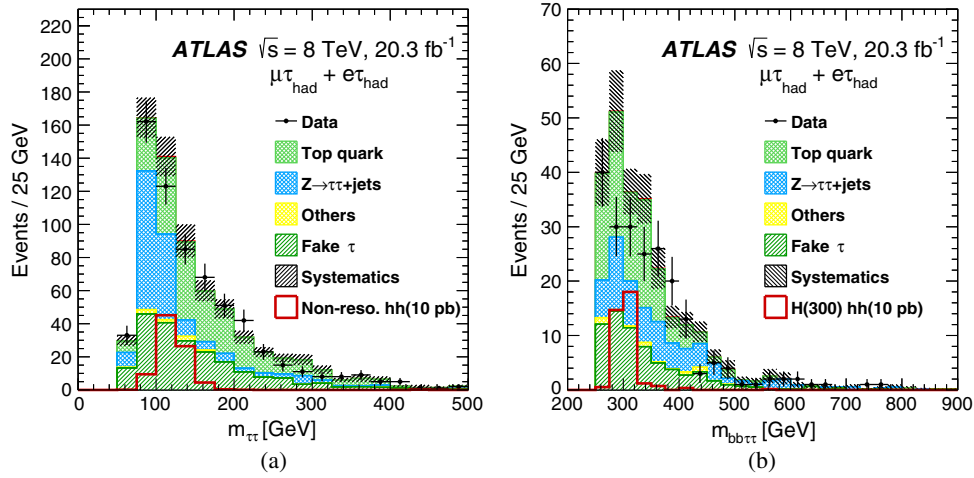 ATLAS √s = 8 TeV, 20.3 fb⁻¹
μτhad + eτhad
Data
Top quark
Z→ττ+jets
Others
Fake τ
Systematics
Non-reso. hh(10 pb)
Events / 25 GeV
0
20
40
60
80
100
120
140
160
180
200
220
0 100 200 300 400 500
mττ [GeV]
(a)
ATLAS √s = 8 TeV, 20.3 fb⁻¹
μτhad + eτhad
Data
Top quark
Z→ττ+jets
Others
Fake τ
Systematics
H(300) hh(10 pb)
Events / 25 GeV
0
10
20
30
40
50
60
70
200 300 400 500 600 700 800 900
mbbττ [GeV]
(b)